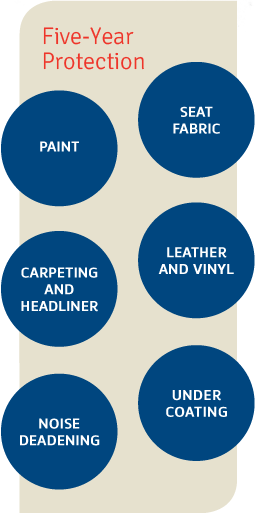 Five-Year
Protection
PAINT
SEAT
FABRIC
CARPETING
AND
HEADLINER
LEATHER
AND VINYL
NOISE
DEADENING
UNDER
COATING